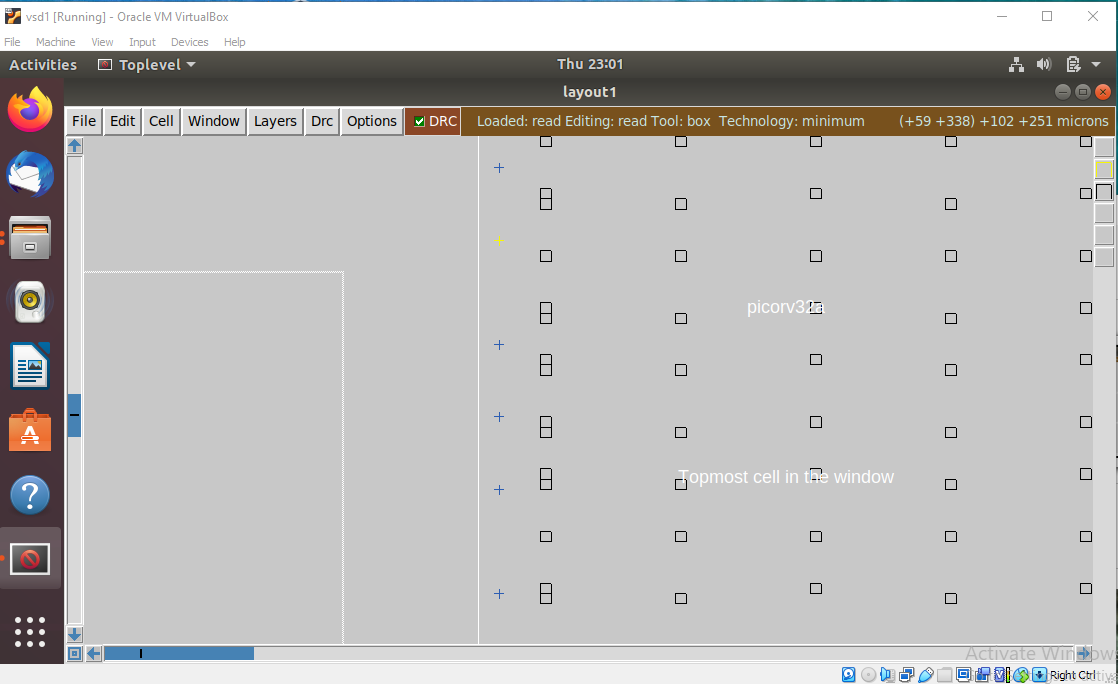 vsd1 [Running] - Oracle VM VirtualBox
File Machine View Input Devices Help
Activities Toplevel Thu 23:01
layout1
File Edit Cell Window Layers Drc Options DRC Loaded: read Editing: read Tool: box Technology: minimum (+59 +338) +102 +251 microns
picorv32a
Topmost cell in the window
Activate Window
Right Ctrl